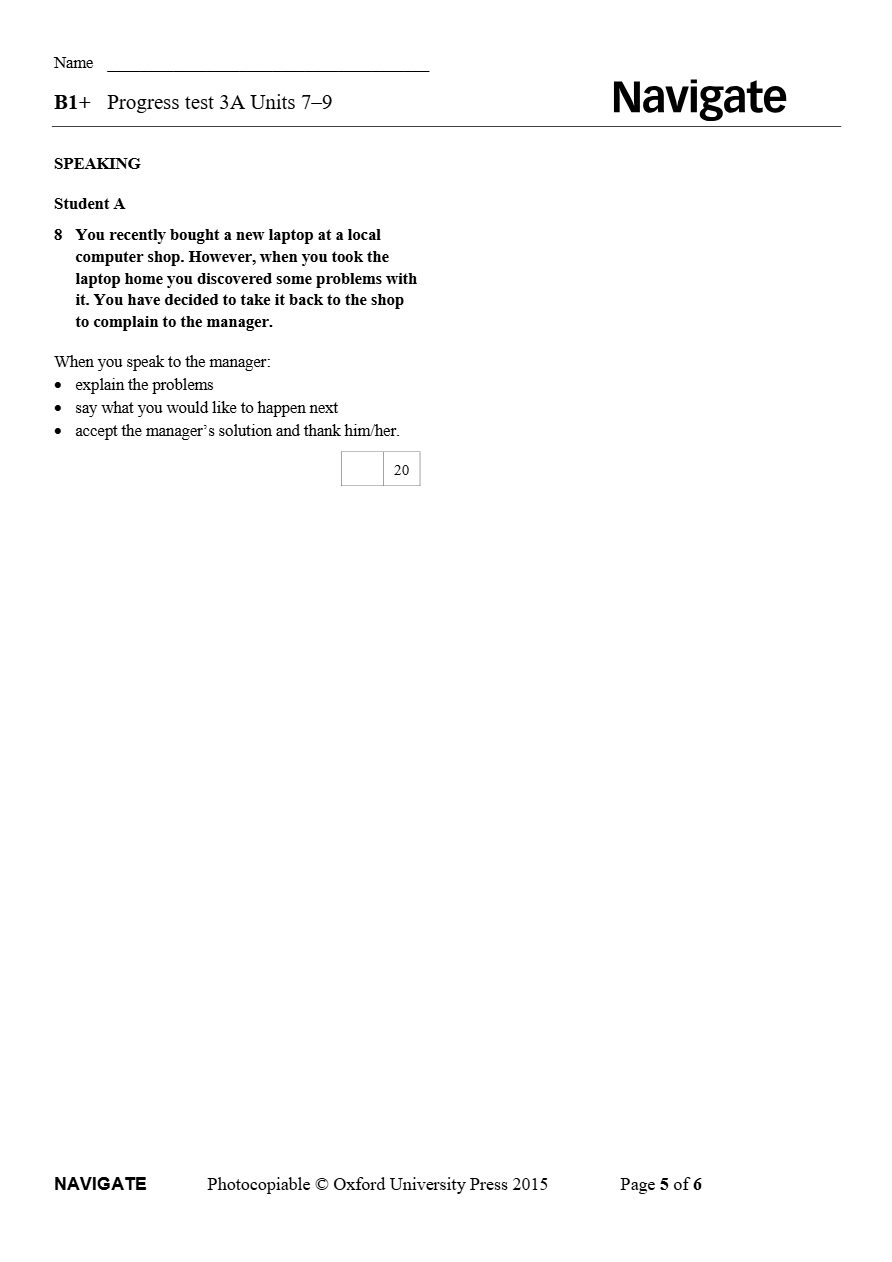 Name
B1+ Progress test 3A Units 7–9
Navigate
SPEAKING
Student A
8 You recently bought a new laptop at a local
computer shop. However, when you took the
laptop home you discovered some problems with
it. You have decided to take it back to the shop
to complain to the manager.
When you speak to the manager:
• explain the problems
• say what you would like to happen next
• accept the manager’s solution and thank him/her.
20
NAVIGATE Photocopiable © Oxford University Press 2015 Page 5 of 6